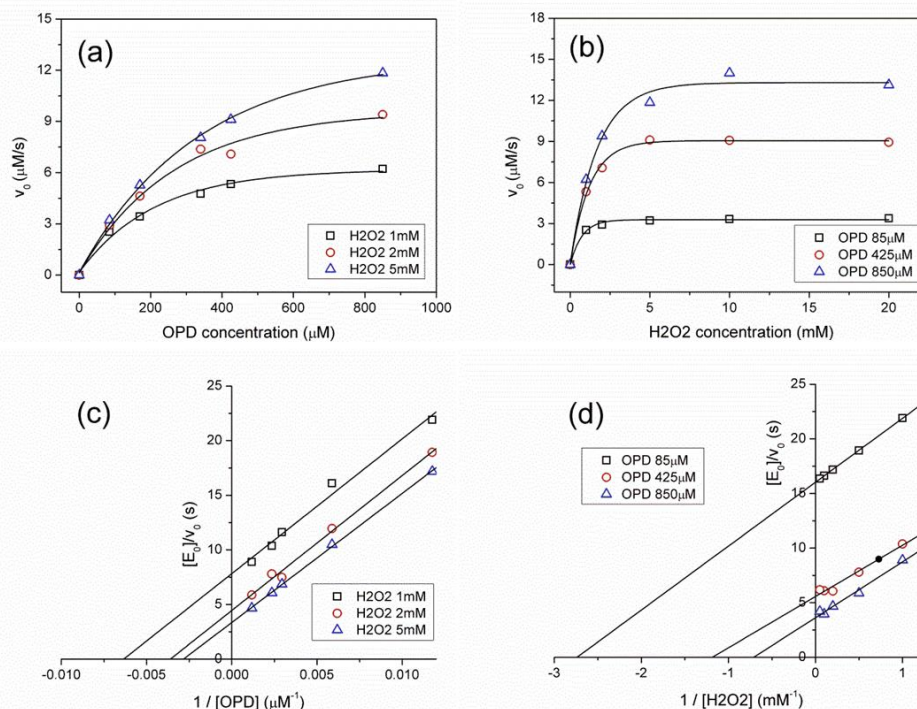 (a)
15
12
9
6
3
0
v₀ (μM/s)
H2O2 1mM
H2O2 2mM
H2O2 5mM
0 200 400 600 800 1000
OPD concentration (μM)
(b)
18
15
12
9
6
3
0
v₀ (μM/s)
OPD 85μM
OPD 425μM
OPD 850μM
0 5 10 15 20
H2O2 concentration (mM)
(c)
25
20
15
10
5
0
[E₀]/v₀ (s)
H2O2 1mM
H2O2 2mM
H2O2 5mM
-0.010 -0.005 0.000 0.005 0.010
1 / [OPD] (μM⁻¹)
(d)
25
20
15
10
5
0
[E₀]/v₀ (s)
OPD 85μM
OPD 425μM
OPD 850μM
-3 -2 -1 0 1
1 / [H2O2] (mM⁻¹)